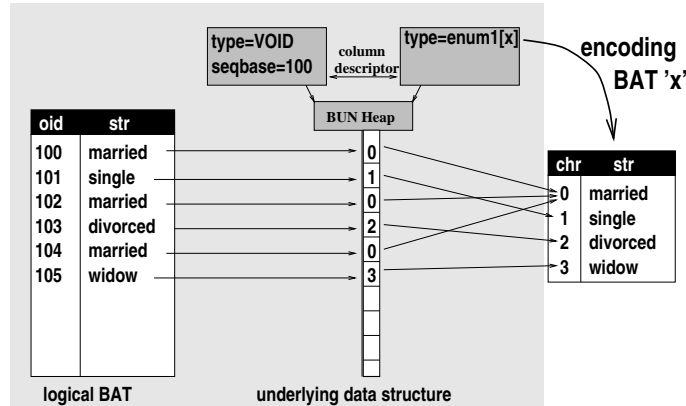 type=VOID
seqbase=100
column
descriptor
type=enum1[x]
encoding
BAT 'x'
BUN Heap
oid str
100 married
101 single
102 married
103 divorced
104 married
105 widow
0
1
0
2
0
3
chr str
0 married
1 single
2 divorced
3 widow
logical BAT
underlying data structure